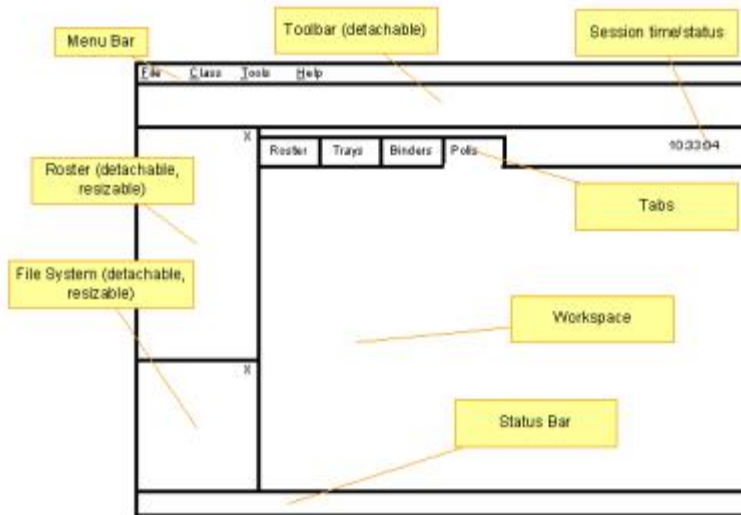 Toolbar (detachable)
Session time/status
Menu Bar
File Class Tools Help
X
Roster Trays Binders Polls
10:33:04
Roster (detachable,
resizable)
Tabs
File System (detachable,
resizable)
Workspace
X
Status Bar